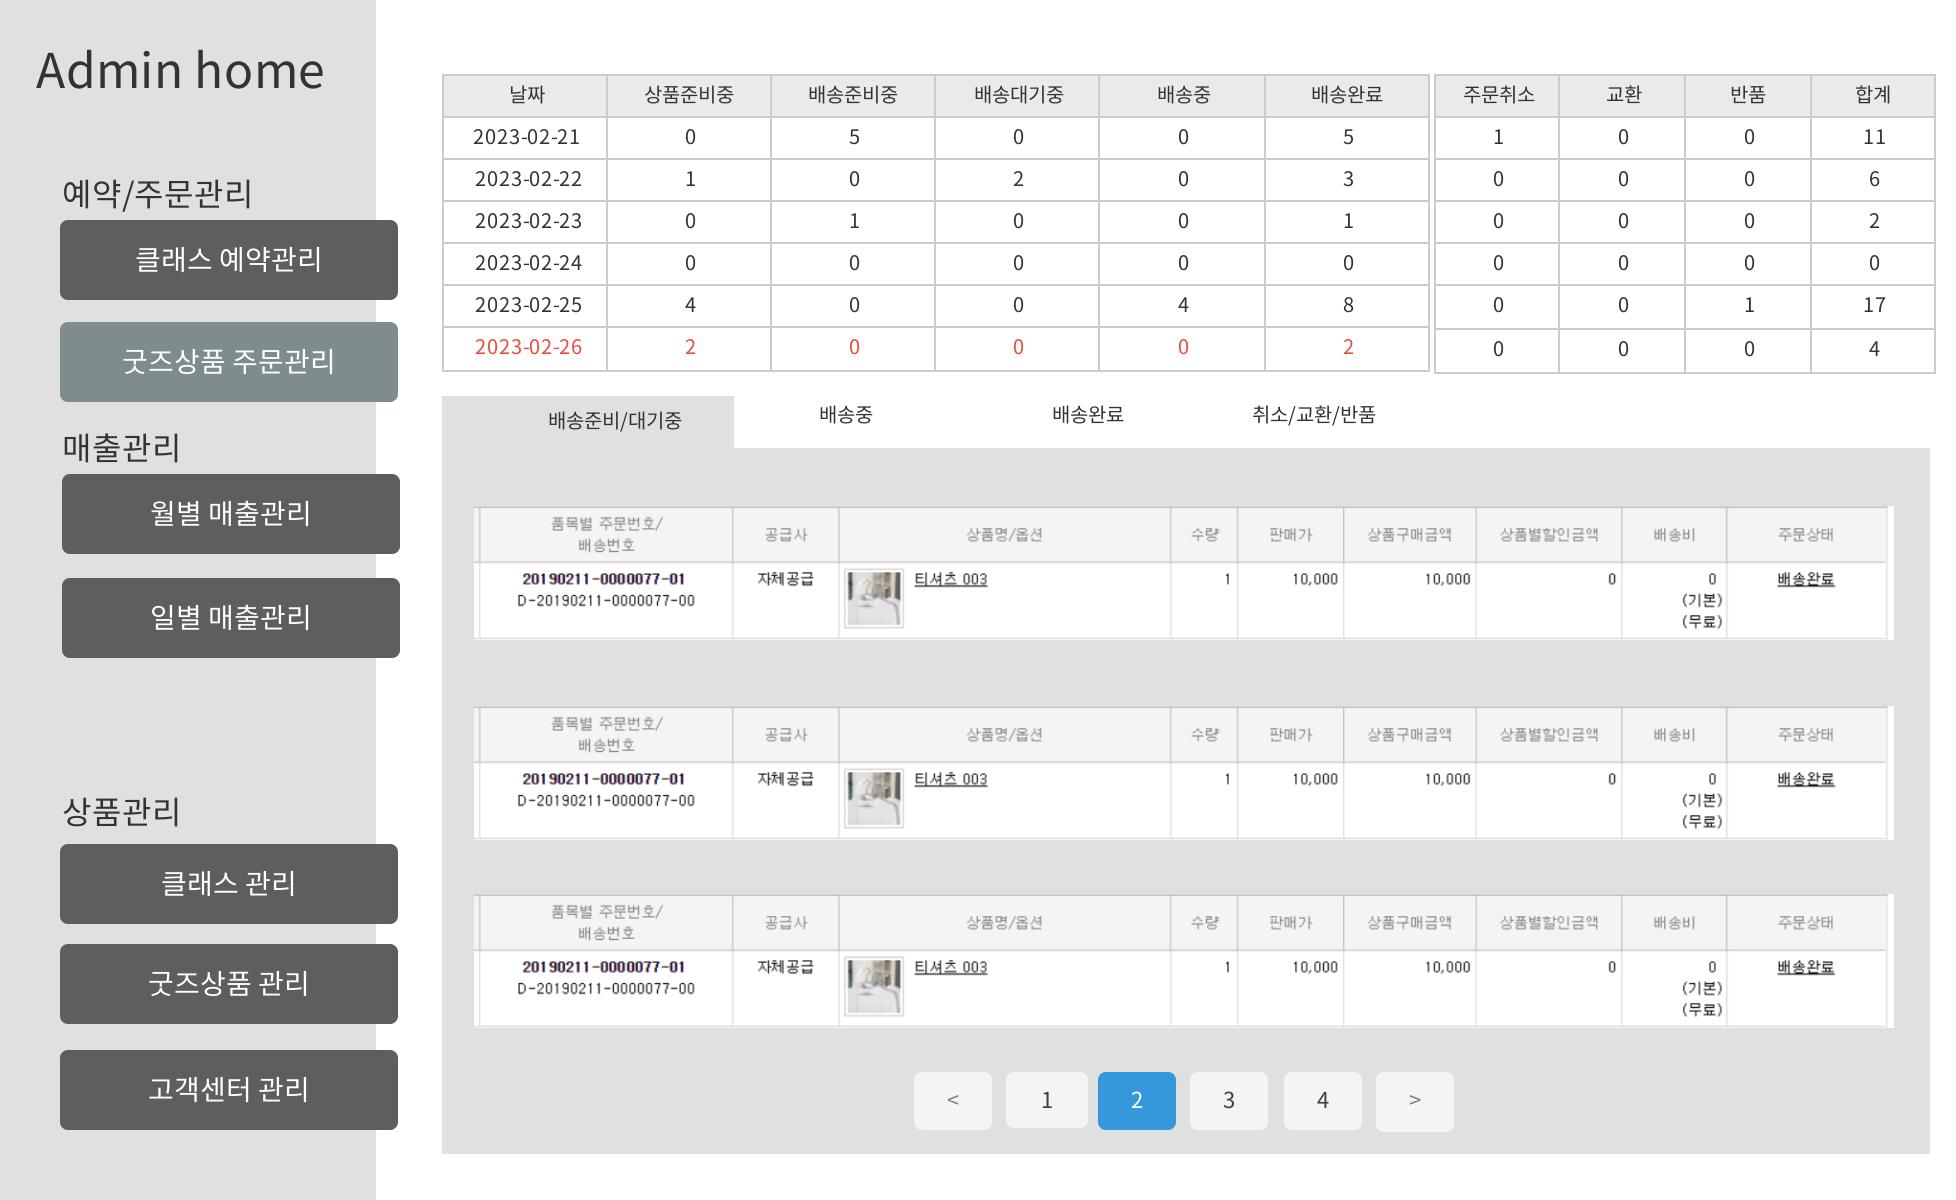 Admin home
예약/주문관리
클래스 예약관리
굿즈상품 주문관리
매출관리
월별 매출관리
일별 매출관리
상품관리
클래스 관리
굿즈상품 관리
고객센터 관리
날짜 상품준비중 배송준비중 배송대기중 배송중 배송완료 주문취소 교환 반품 합계
2023-02-21 0 5 0 0 5 1 0 0 11
2023-02-22 1 0 2 0 3 0 0 0 6
2023-02-23 0 1 0 0 1 0 0 0 2
2023-02-24 0 0 0 0 0 0 0 0 0
2023-02-25 4 0 0 4 8 0 0 1 17
2023-02-26 2 0 0 0 2 0 0 0 4
배송준비/대기중 배송중 배송완료 취소/교환/반품
품목별 주문번호/
배송번호 공급사 상품명/옵션 수량 판매가 상품구매금액 상품별할인금액 배송비 주문상태
20190211-0000077-01 자체공급 티셔츠 003 1 10,000 10,000 0 0 배송완료
D-20190211-0000077-00 (기본)
(무료)
품목별 주문번호/
배송번호 공급사 상품명/옵션 수량 판매가 상품구매금액 상품별할인금액 배송비 주문상태
20190211-0000077-01 자체공급 티셔츠 003 1 10,000 10,000 0 0 배송완료
D-20190211-0000077-00 (기본)
(무료)
품목별 주문번호/
배송번호 공급사 상품명/옵션 수량 판매가 상품구매금액 상품별할인금액 배송비 주문상태
20190211-0000077-01 자체공급 티셔츠 003 1 10,000 10,000 0 0 배송완료
D-20190211-0000077-00 (기본)
(무료)
< 1 2 3 4 >